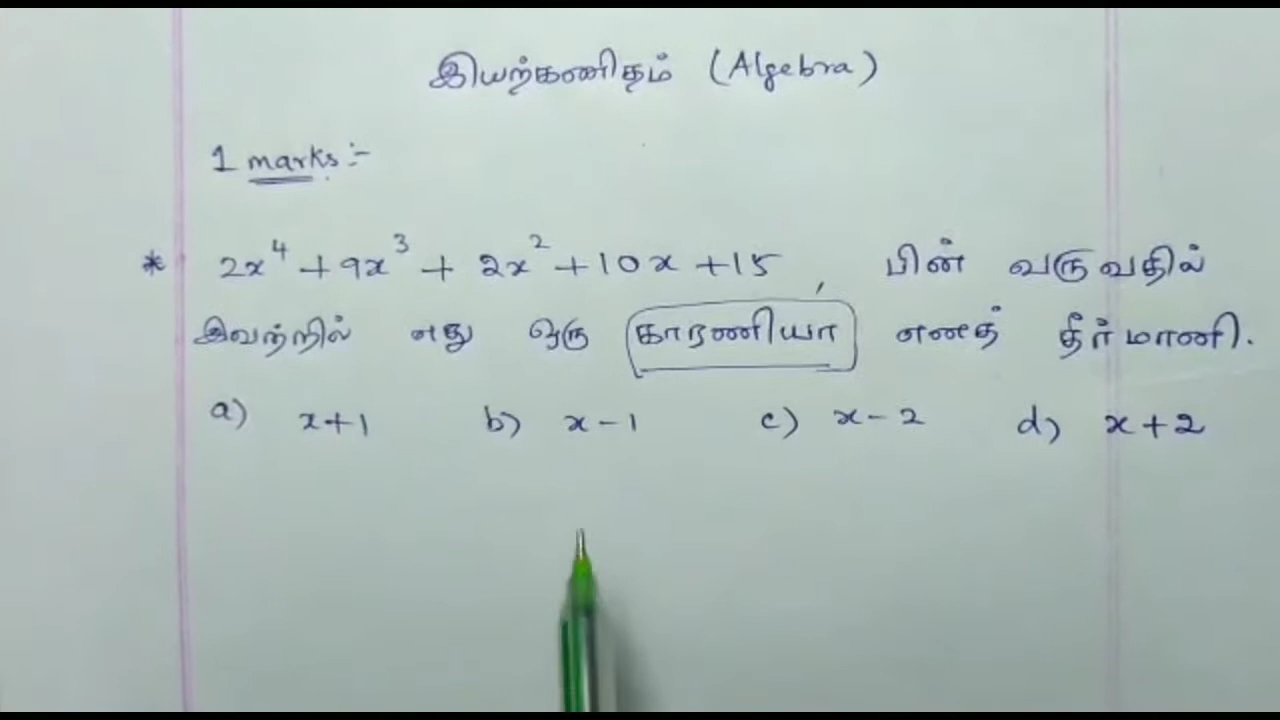 இயற்கணிதம் (Algebra)
1 marks :-
* 2x⁴ + 9x³ + 2x² + 10x + 15, பின் வருவதில்
இவற்றில் எது ஒரு காரணியா எனத் தீர்மானி.
a) x+1 b) x-1 c) x-2 d) x+2